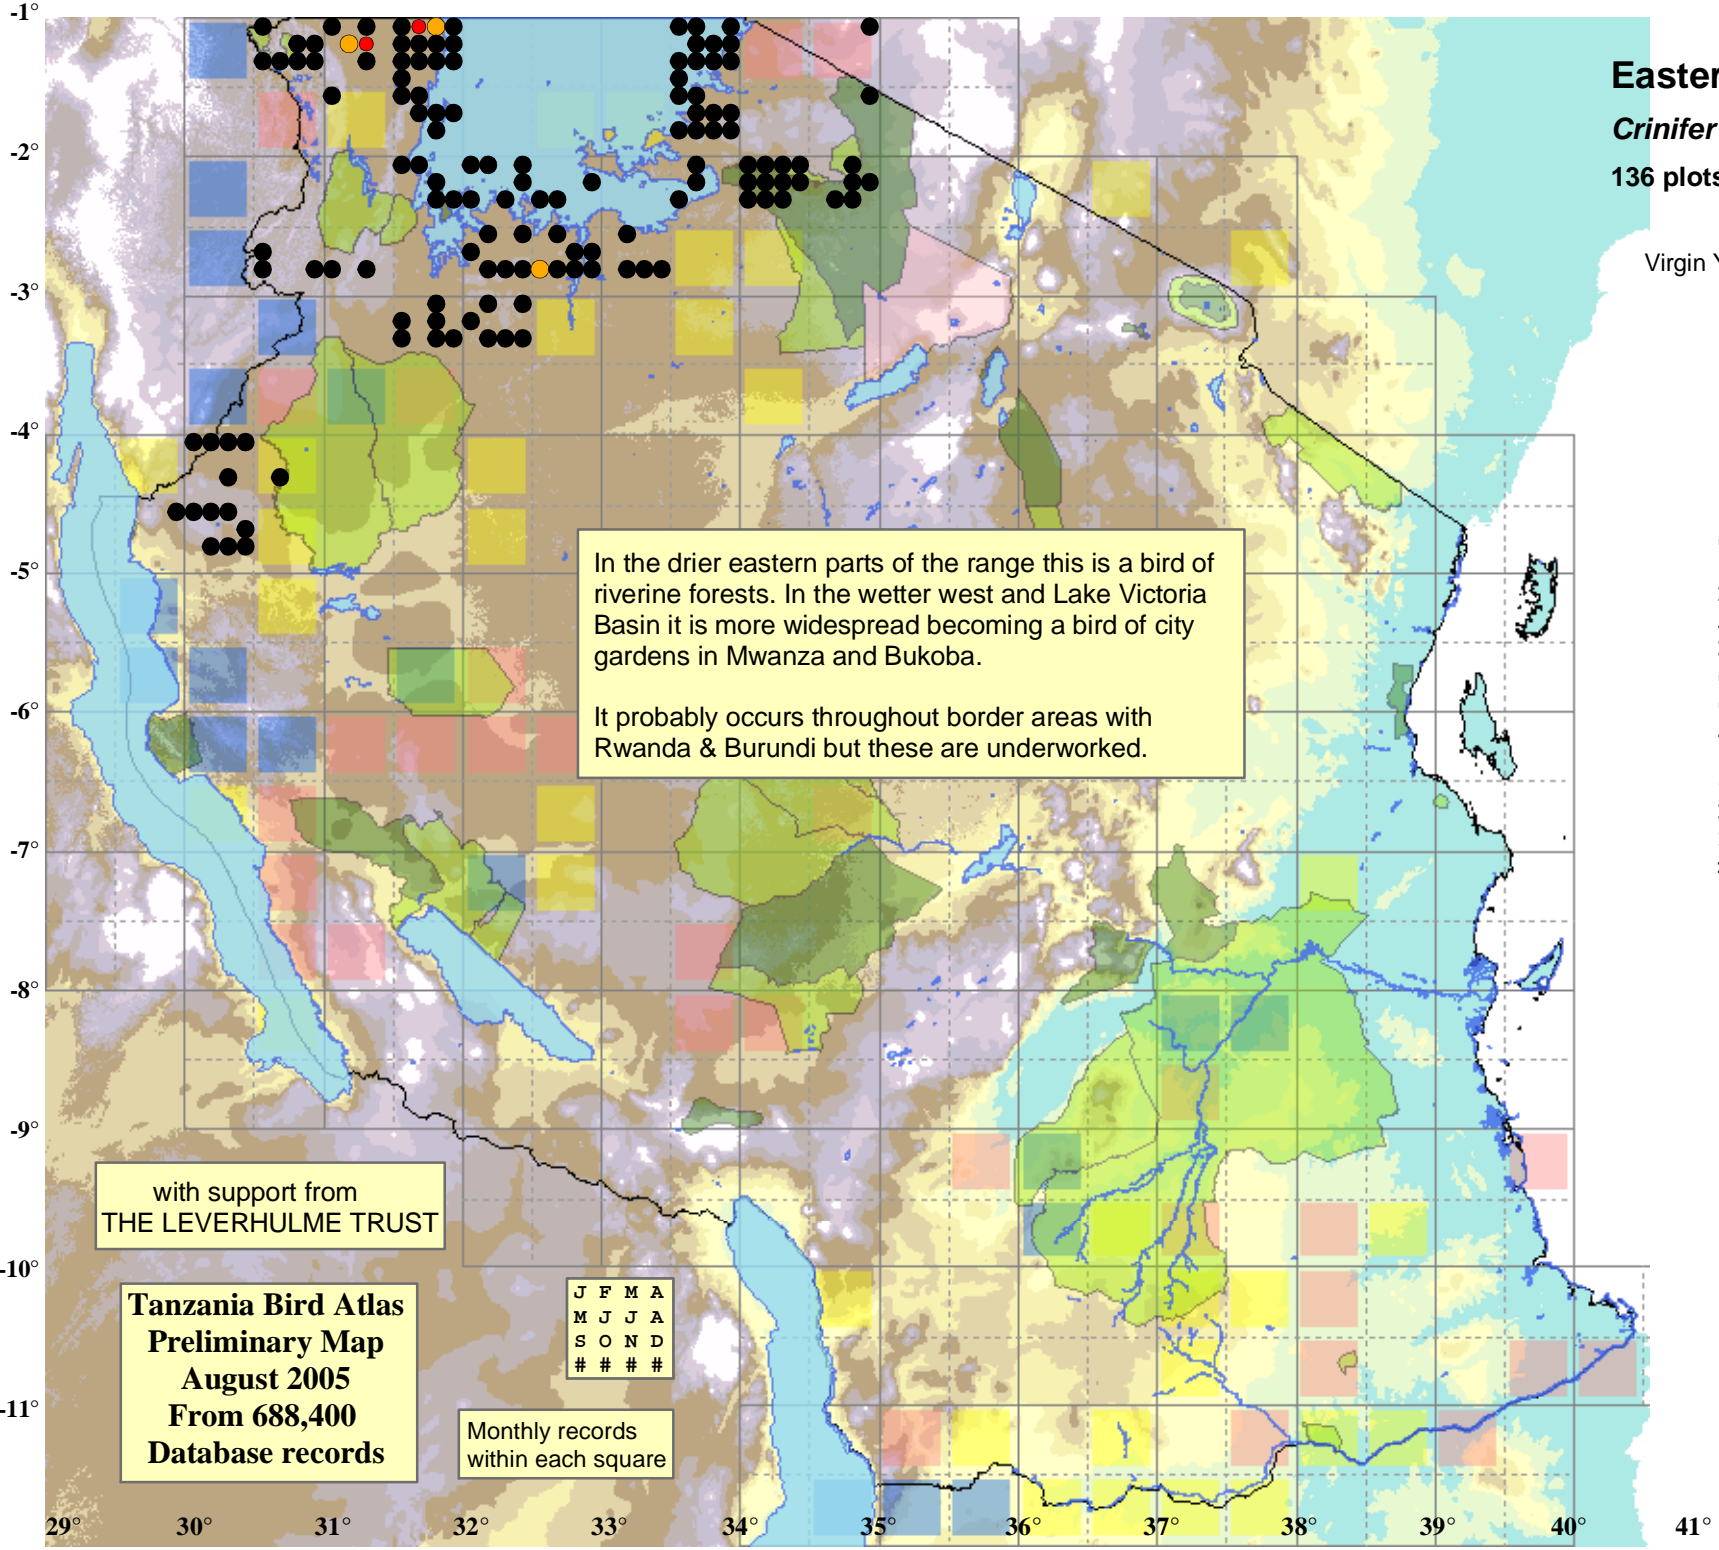 -1°
-2°
-3°
-4°
-5°
-6°
-7°
-8°
-9°
-10°
-11°
Easter
Crinifer
136 plots
Virgin Y
In the drier eastern parts of the range this is a bird of
riverine forests. In the wetter west and Lake Victoria
Basin it is more widespread becoming a bird of city
gardens in Mwanza and Bukoba.
It probably occurs throughout border areas with
Rwanda & Burundi but these are underworked.
with support from
THE LEVERHULME TRUST
Tanzania Bird Atlas
Preliminary Map
August 2005
From 688,400
Database records
J F M A
M J J A
S O N D
# # # #
Monthly records
within each square
29° 30° 31° 32° 33° 34° 35° 36° 37° 38° 39° 40° 41°